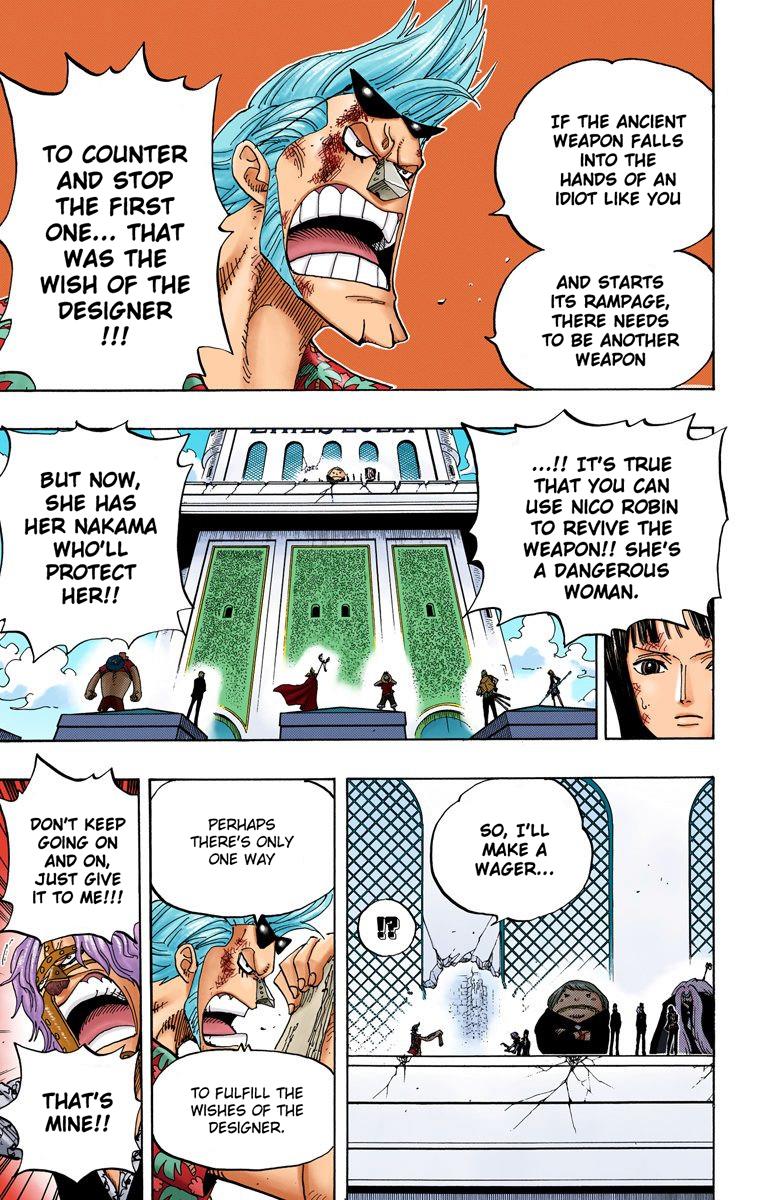 IF THE ANCIENT
WEAPON FALLS
INTO THE
HANDS OF AN
IDIOT LIKE YOU
AND STARTS
ITS RAMPAGE,
THERE NEEDS
TO BE ANOTHER
WEAPON
TO COUNTER
AND STOP
THE FIRST
ONE... THAT
WAS THE
WISH OF THE
DESIGNER
!!!
...!! IT'S TRUE
THAT YOU CAN
USE NICO ROBIN
TO REVIVE THE
WEAPON!! SHE'S
A DANGEROUS
WOMAN.
BUT NOW,
SHE HAS
HER NAKAMA
WHO'LL
PROTECT
HER!!
SO, I'LL
MAKE A
WAGER...
!?
PERHAPS
THERE'S ONLY
ONE WAY
TO FULFILL THE
WISHES OF THE
DESIGNER.
DON'T KEEP
GOING ON
AND ON,
JUST GIVE
IT TO ME!!!
THAT'S
MINE!!